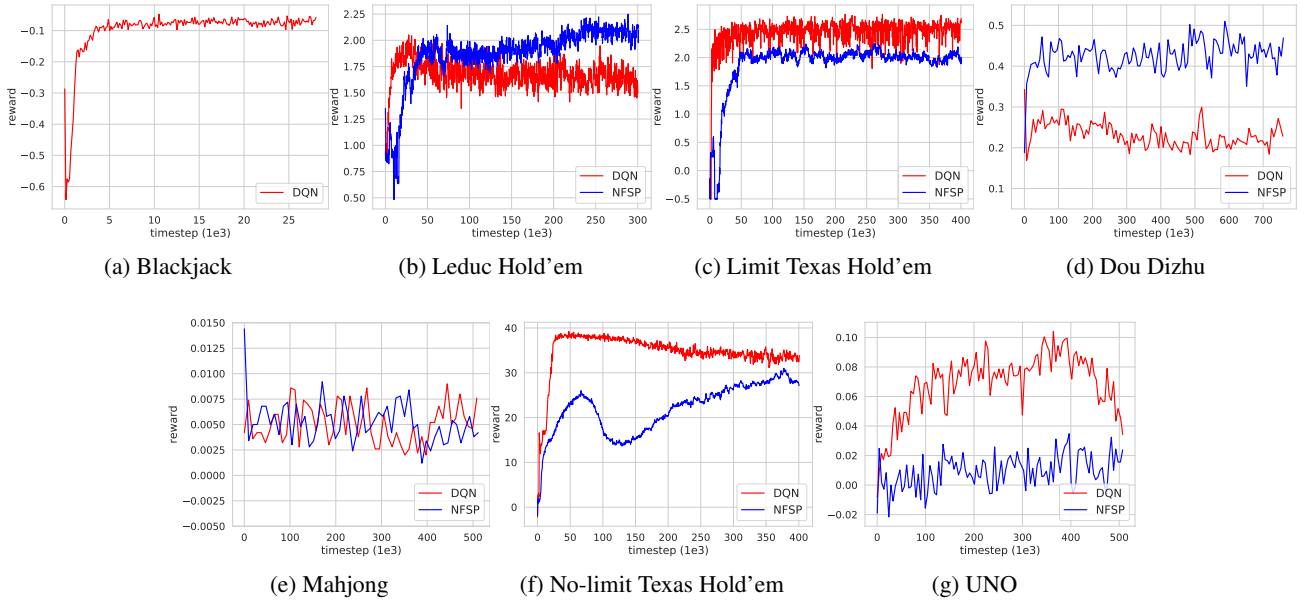 −0.1
−0.2
−0.3
−0.4
−0.5
−0.6
reward
0 5 10 15 20 25
timestep (1e3)
DQN
(a) Blackjack
2.25
2.00
1.75
1.50
1.25
1.00
0.75
0.50
reward
0 50 100 150 200 250 300
timestep (1e3)
DQN
NFSP
(b) Leduc Hold'em
2.5
2.0
1.5
1.0
0.5
0.0
−0.5
reward
0 50 100 150 200 250 300 350 400
timestep (1e3)
DQN
NFSP
(c) Limit Texas Hold'em
0.5
0.4
0.3
0.2
0.1
reward
0 100 200 300 400 500 600 700
timestep (1e3)
DQN
NFSP
(d) Dou Dizhu
0.0150
0.0125
0.0100
0.0075
0.0050
0.0025
0.0000
−0.0025
−0.0050
reward
0 100 200 300 400 500
timestep (1e3)
DQN
NFSP
(e) Mahjong
40
30
20
10
0
reward
0 50 100 150 200 250 300 350 400
timestep (1e3)
DQN
NFSP
(f) No-limit Texas Hold'em
0.10
0.08
0.06
0.04
0.02
0.00
−0.02
reward
0 100 200 300 400 500
timestep (1e3)
DQN
NFSP
(g) UNO